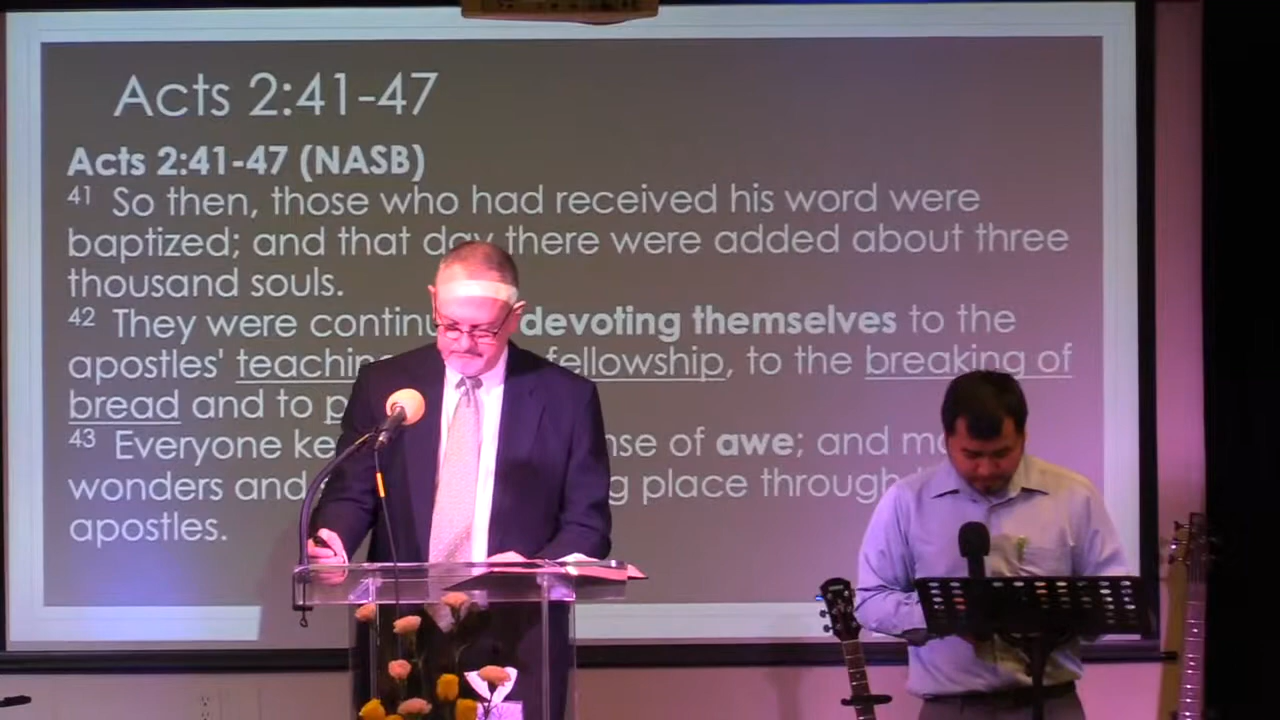 Acts 2:41-47
Acts 2:41-47 (NASB)
41 So then, those who had received his word were
baptized; and that day there were added about three
thousand souls.
42 They were continu devoting themselves to the
apostles' teachin fellowship, to the breaking of
bread and to p
43 Everyone ke nse of awe; and m
wonders and g place through
apostles.